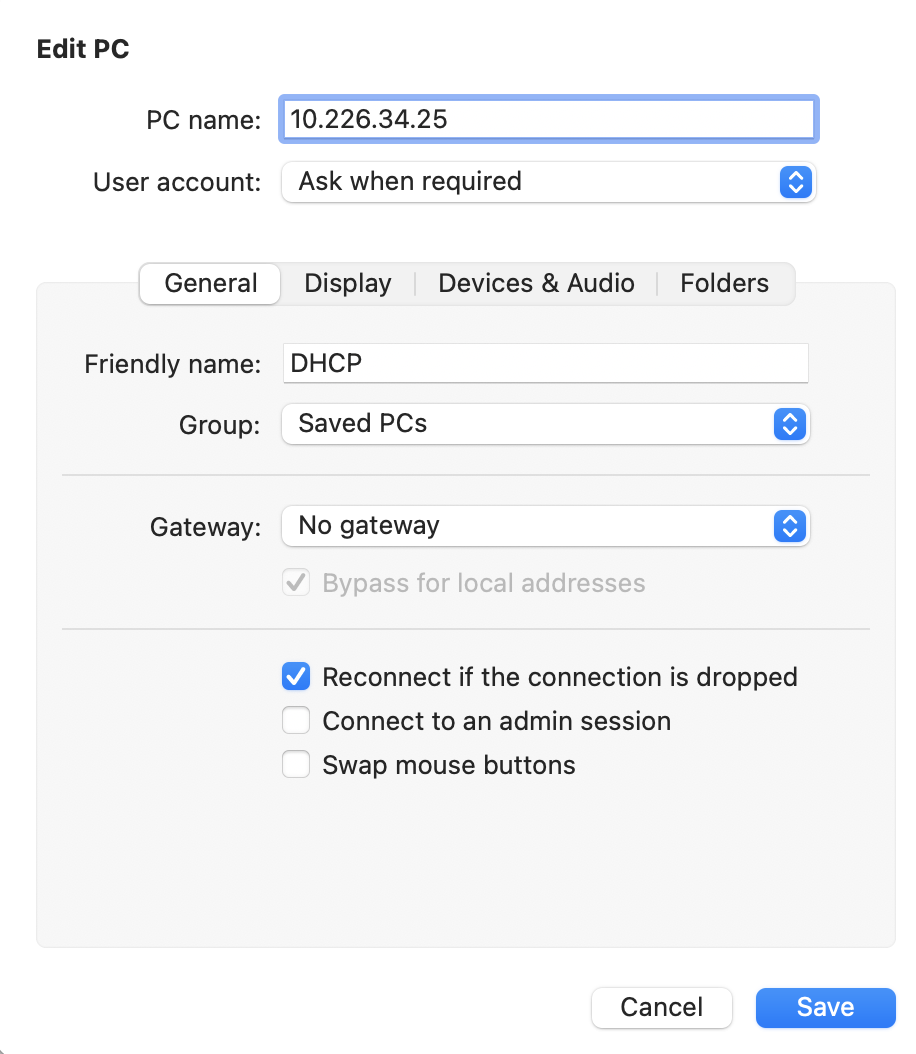 Edit PC
PC name: 10.226.34.25
User account: Ask when required
General Display Devices & Audio Folders
Friendly name: DHCP
Group: Saved PCs
Gateway: No gateway
Bypass for local addresses
Reconnect if the connection is dropped
Connect to an admin session
Swap mouse buttons
Cancel Save